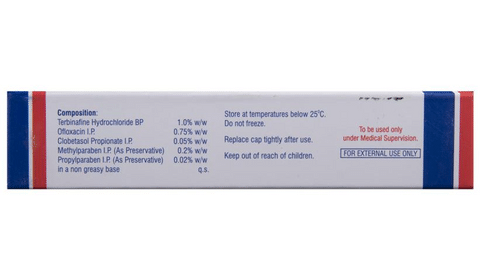 Composition:
Terbinafine Hydrochloride BP 1.0% w/w
Ofloxacin I.P. 0.75% w/w
Clobetasol Propionate I.P. 0.05% w/w
Methylparaben I.P. (As Preservative) 0.2% w/w
Propylparaben I.P. (As Preservative) 0.02% w/w
in a non greasy base q.s.
Store at temperatures below 25°C.
Do not freeze.
Replace cap tightly after use.
Keep out of reach of children.
To be used only
under Medical Supervision.
FOR EXTERNAL USE ONLY